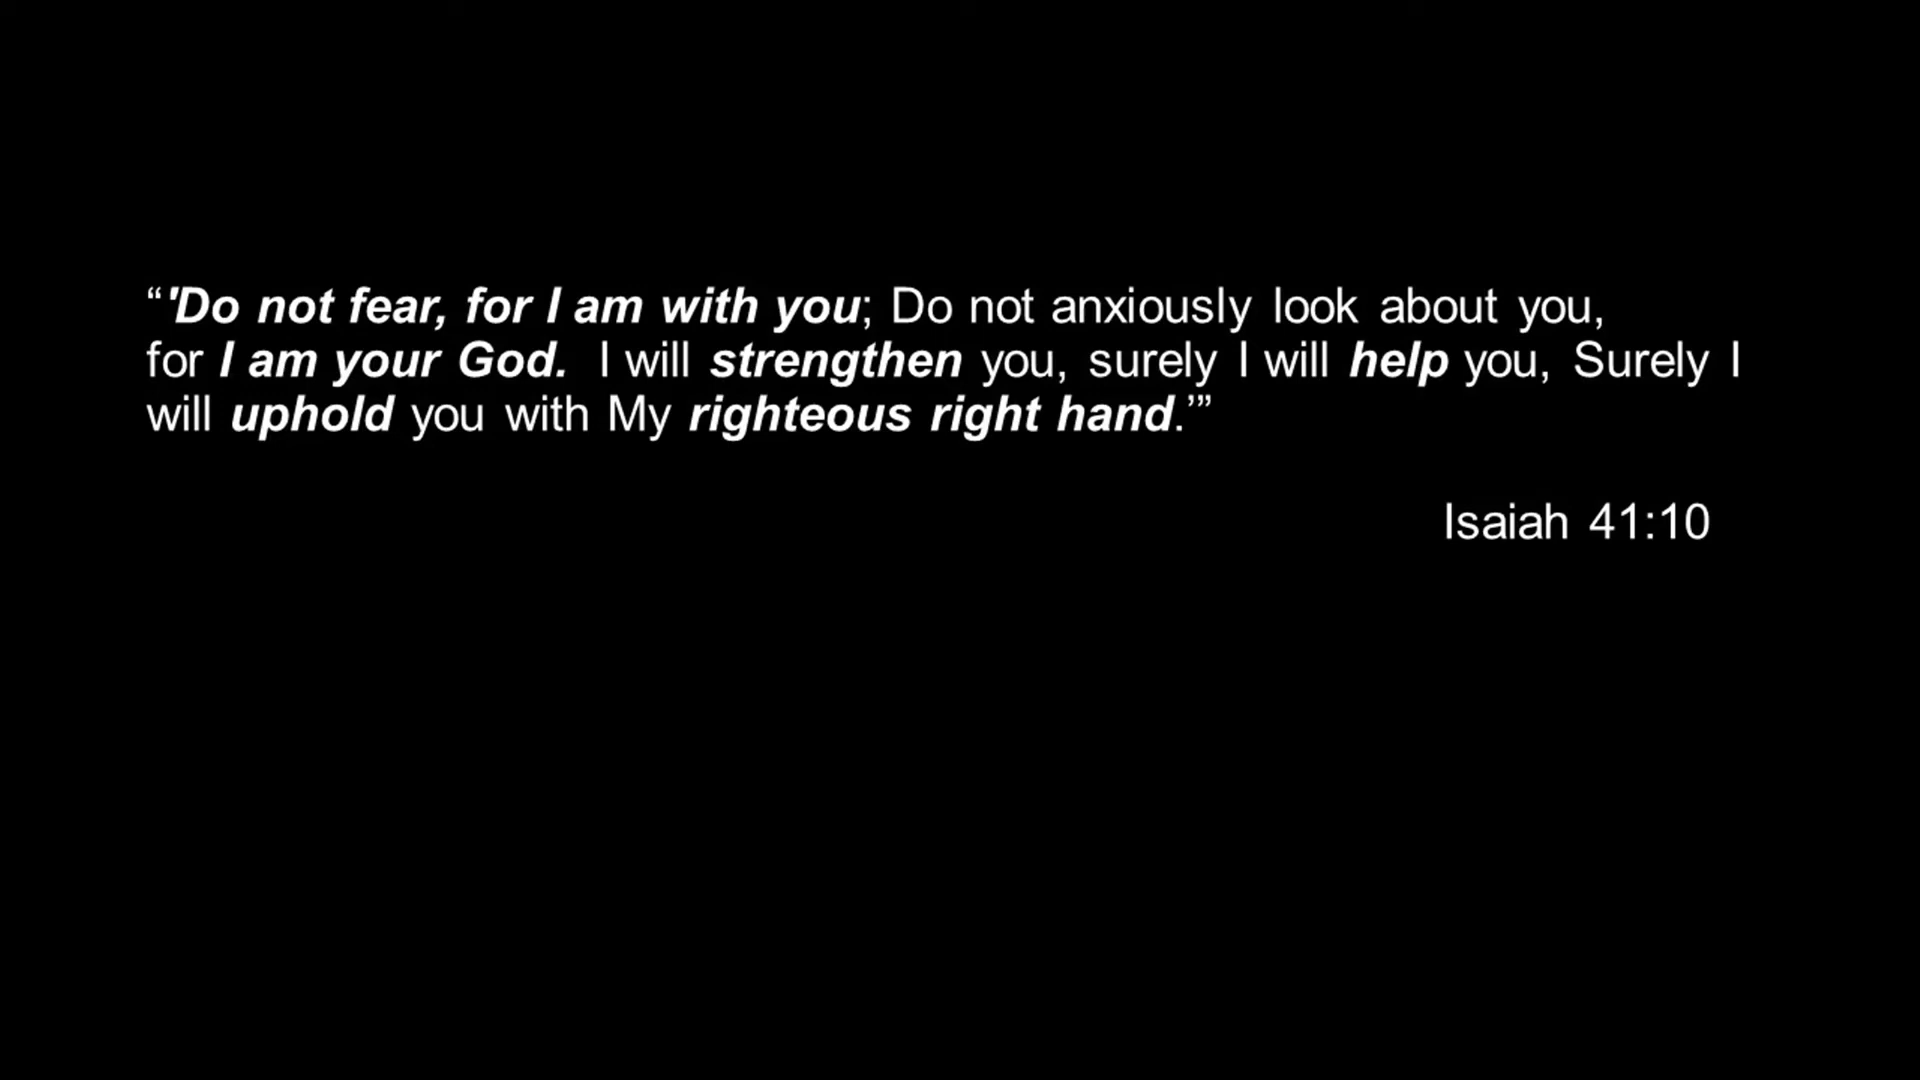 “'Do not fear, for I am with you; Do not anxiously look about you,
for I am your God.  I will strengthen you, surely I will help you, Surely I
will uphold you with My righteous right hand.’”
Isaiah 41:10